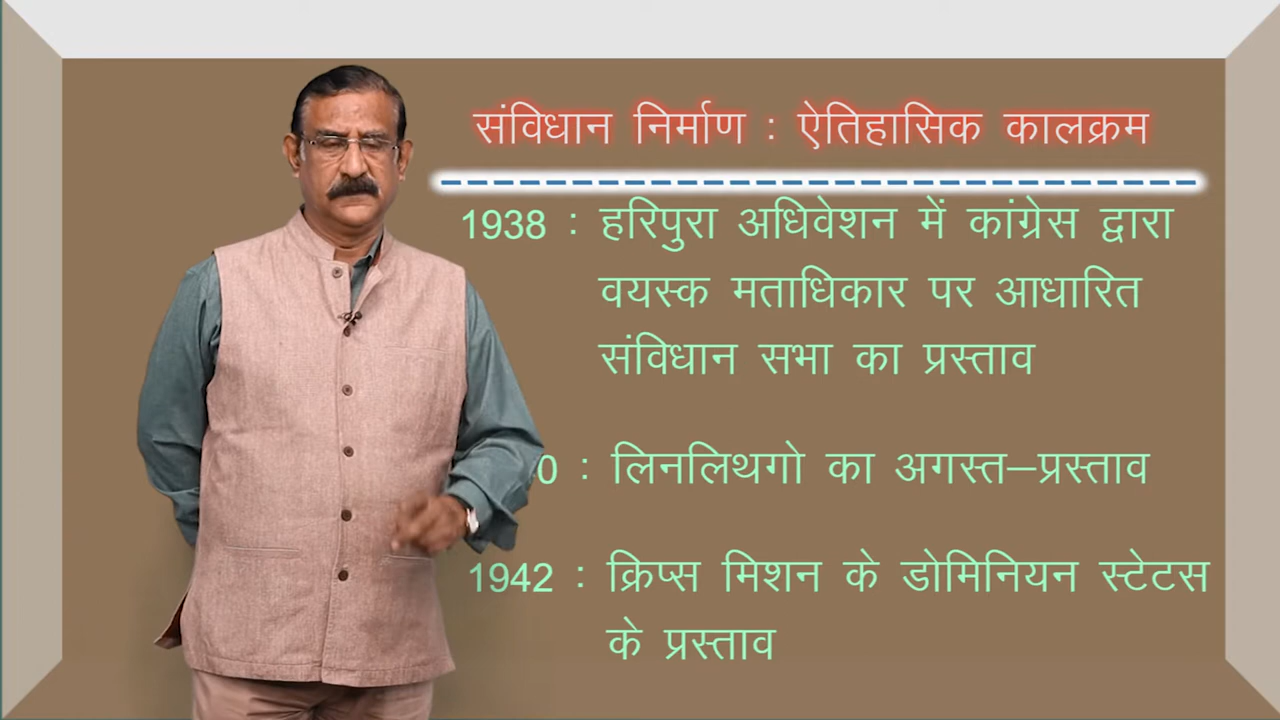 संविधान निर्माण : ऐतिहासिक कालक्रम
1938 : हरिपुरा अधिवेशन में कांग्रेस द्वारा
वयस्क मताधिकार पर आधारित
संविधान सभा का प्रस्ताव
0 : लिनलिथगो का अगस्त–प्रस्ताव
1942 : क्रिप्स मिशन के डोमिनियन स्टेटस
के प्रस्ताव